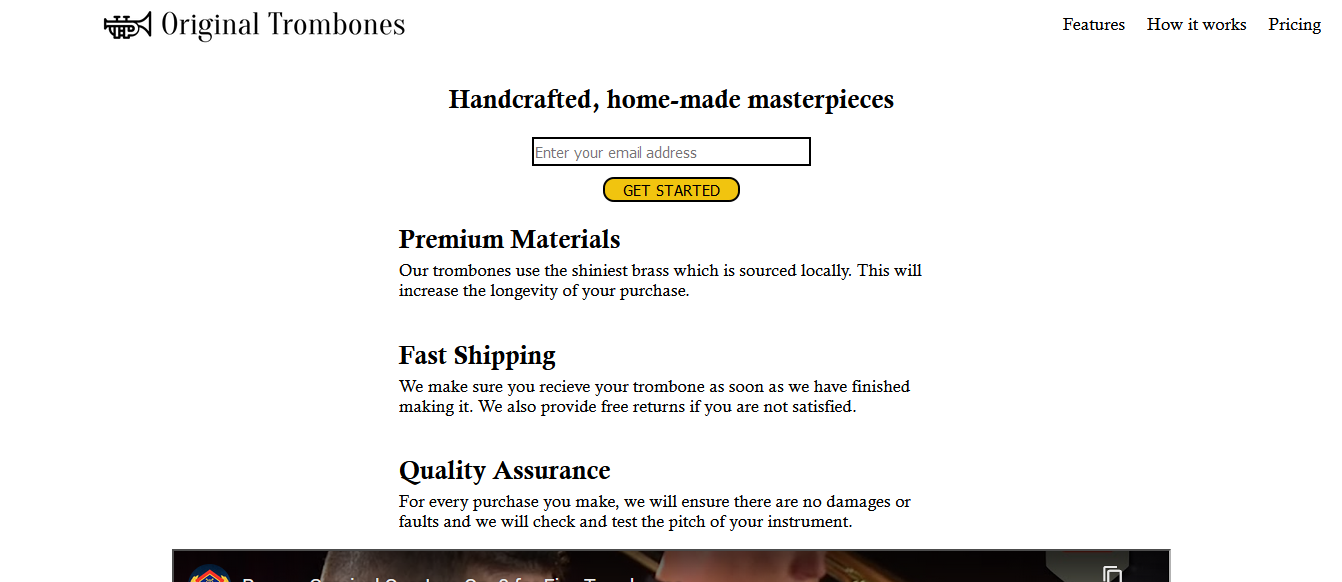 Original Trombones
Features How it works Pricing
Handcrafted, home-made masterpieces
Enter your email address
GET STARTED
Premium Materials
Our trombones use the shiniest brass which is sourced locally. This will
increase the longevity of your purchase.
Fast Shipping
We make sure you recieve your trombone as soon as we have finished
making it. We also provide free returns if you are not satisfied.
Quality Assurance
For every purchase you make, we will ensure there are no damages or
faults and we will check and test the pitch of your instrument.